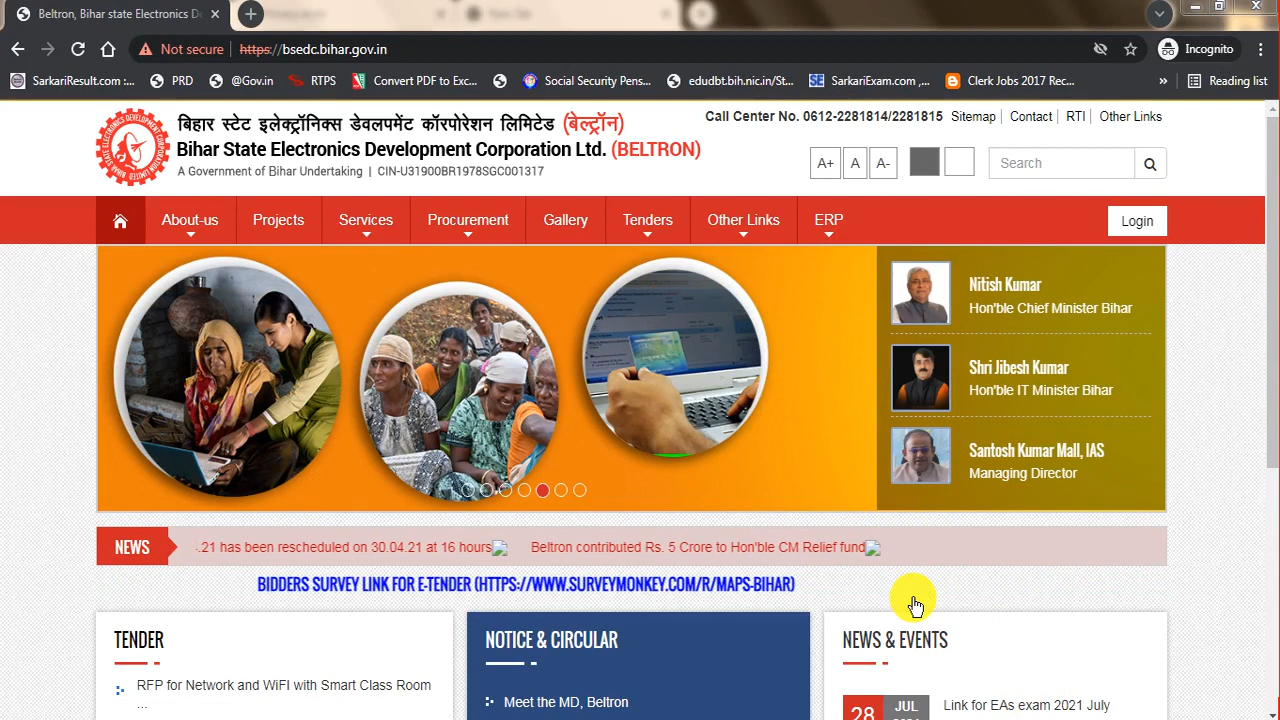 Beltron, Bihar state Electronics D
Not secure https://bsedc.bihar.gov.in
Incognito
SarkariResult.com :...
PRD
@Gov.in
RTPS
Convert PDF to Exc...
Social Security Pens...
edudbt.bih.nic.in/St...
SarkariExam.com ,...
Clerk Jobs 2017 Rec...
»
Reading list
बिहार स्टेट इलेक्ट्रॉनिक्स डेवलपमेंट कॉरपोरेशन लिमिटेड (बेल्ट्रॉन)
Bihar State Electronics Development Corporation Ltd. (BELTRON)
A Government of Bihar Undertaking | CIN-U31900BR1978SGC001317
Call Center No. 0612-2281814/2281815 Sitemap | Contact | RTI | Other Links
A+ A A- Search
About-us Projects Services Procurement Gallery Tenders Other Links ERP Login
Nitish Kumar
Hon'ble Chief Minister Bihar
Shri Jibesh Kumar
Hon'ble IT Minister Bihar
Santosh Kumar Mall, IAS
Managing Director
NEWS .21 has been rescheduled on 30.04.21 at 16 hours Beltron contributed Rs. 5 Crore to Hon'ble CM Relief fund
BIDDERS SURVEY LINK FOR E-TENDER (HTTPS://WWW.SURVEYMONKEY.COM/R/MAPS-BIHAR)
TENDER
RFP for Network and WiFI with Smart Class Room
...
NOTICE & CIRCULAR
Meet the MD, Beltron
NEWS & EVENTS
28 JUL
Link for EAs exam 2021 July